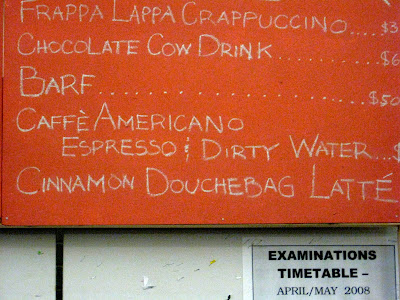 FRAPPA LAPPA CRAPPUCCINO....$3
CHOCOLATE COW DRINK..........$6
BARF..........................$50
CAFFÈ AMERICANO
ESPRESSO & DIRTY WATER...$
CINNAMON DOUCHEBAG LATTÉ
EXAMINATIONS
TIMETABLE –
APRIL/MAY 2008